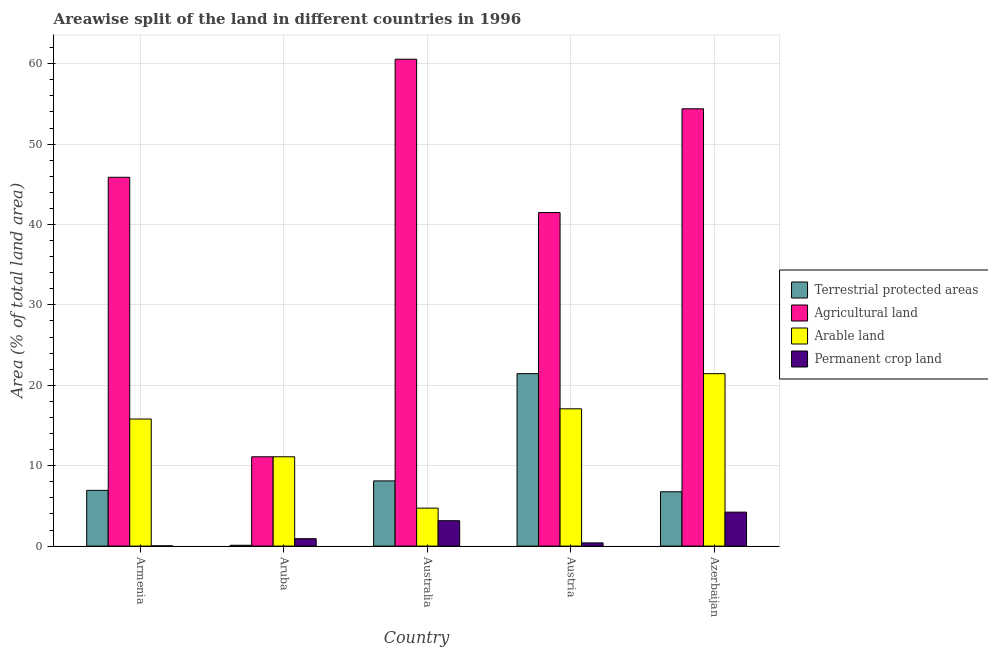 Areawise split of the land in different countries in 1996
Area (% of total land area)
60
50
40
30
20
10
0
Armenia
Aruba
Australia
Austria
Azerbaijan
Country
Terrestrial protected areas
Agricultural land
Arable land
Permanent crop land